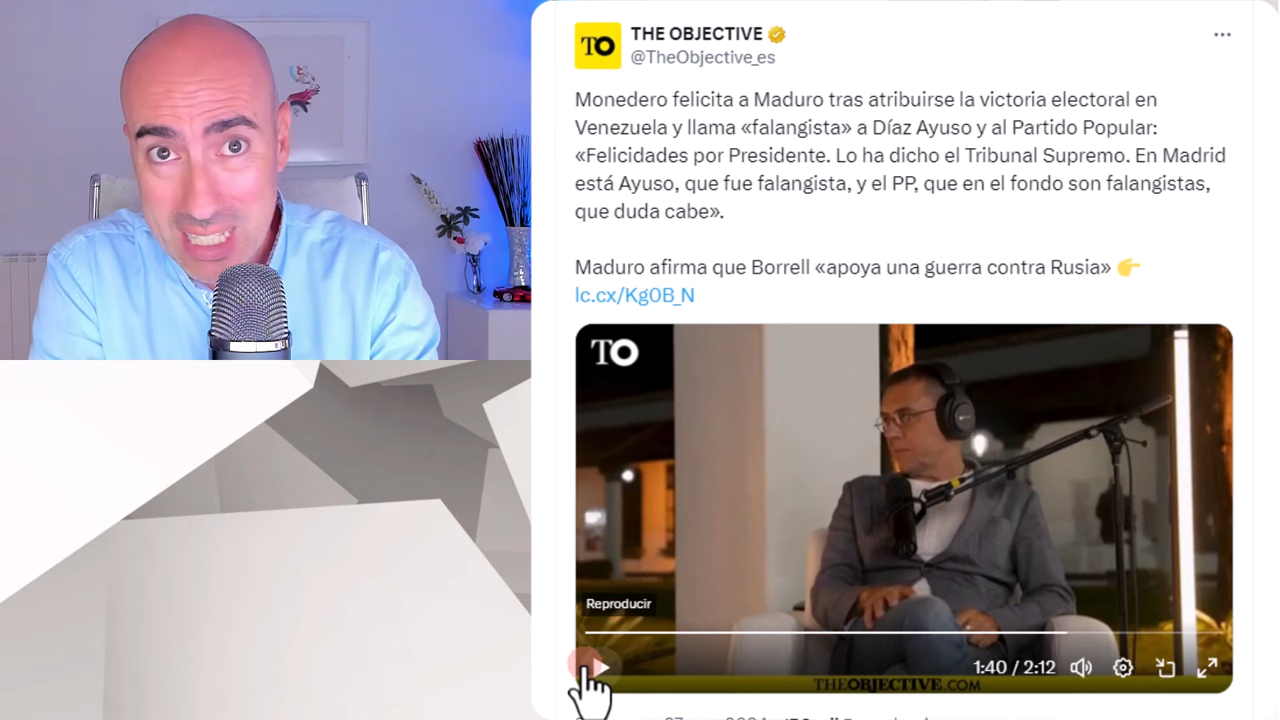 TO
THE OBJECTIVE
@TheObjective_es
Monedero felicita a Maduro tras atribuirse la victoria electoral en
Venezuela y llama «falangista» a Díaz Ayuso y al Partido Popular:
«Felicidades por Presidente. Lo ha dicho el Tribunal Supremo. En Madrid
está Ayuso, que fue falangista, y el PP, que en el fondo son falangistas,
que duda cabe».
Maduro afirma que Borrell «apoya una guerra contra Rusia» 👉
lc.cx/Kg0B_N
TO
Reproducir
1:40 / 2:12
THEOBJECTIVE.COM